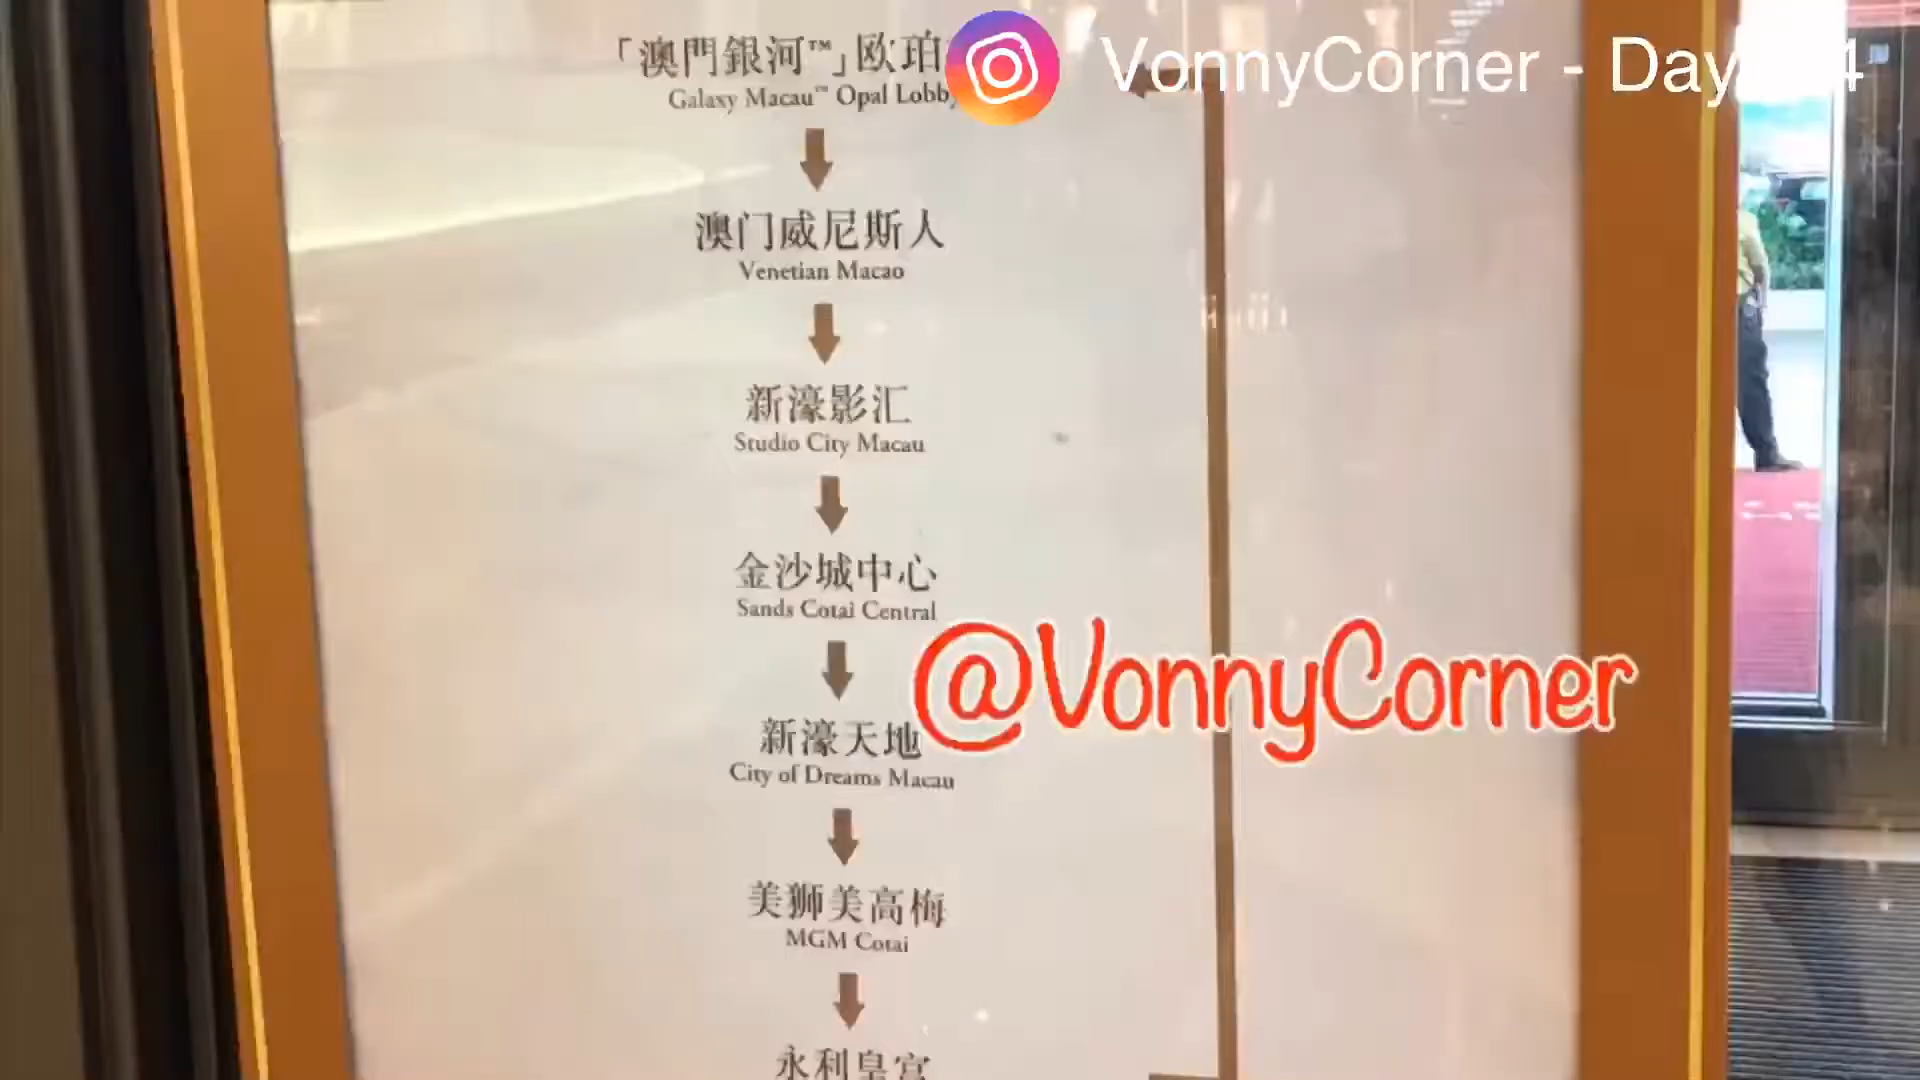 「澳門銀河™」欧珀
VonnyCorner - Day
Galaxy Macau™ Opal Lobby
澳门威尼斯人
Venetian Macao
新濠影汇
Studio City Macau
金沙城中心
Sands Cotai Central
@VonnyCorner
新濠天地
City of Dreams Macau
美狮美高梅
MGM Cotai
永利皇宫